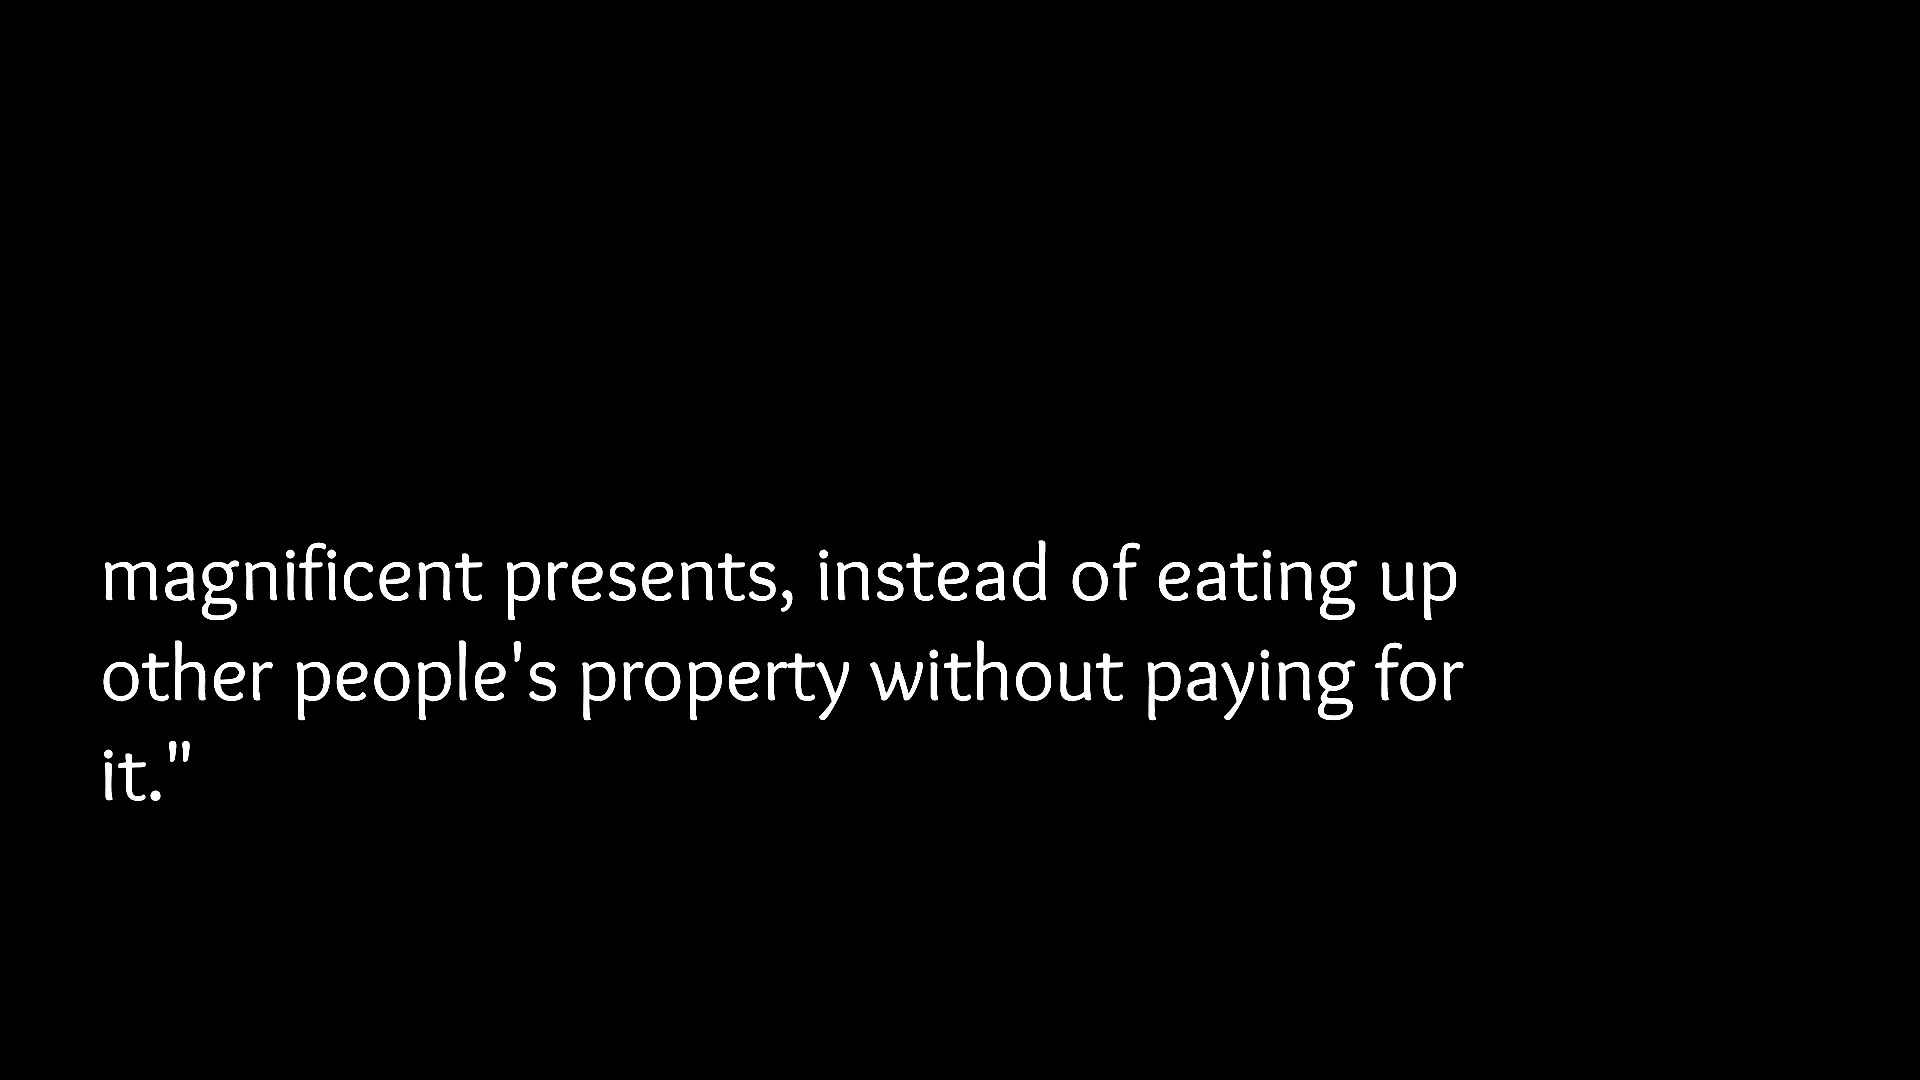 magnificent presents, instead of eating up
other people's property without paying for
it."